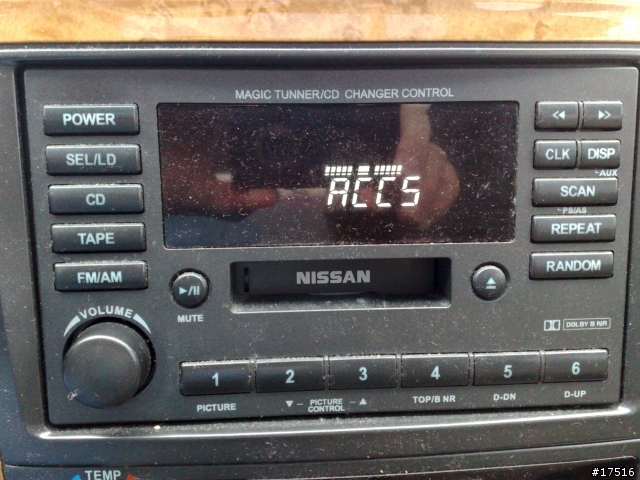 MAGIC TUNNER/CD CHANGER CONTROL
POWER
SEL/LD
CD
TAPE
FM/AM
ACCS
CLK DISP
AUX
SCAN
PS/AS
REPEAT
RANDOM
NISSAN
MUTE
VOLUME
DOLBY B NR
1 2 3 4 5 6
PICTURE PICTURE CONTROL TOP/B NR D-DN D-UP
TEMP
#17516